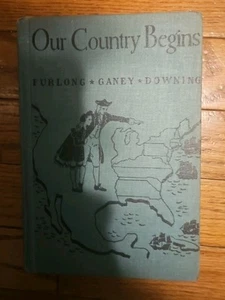 Our Country Begins
FURLONG ★ GANEY ★ DOWNING